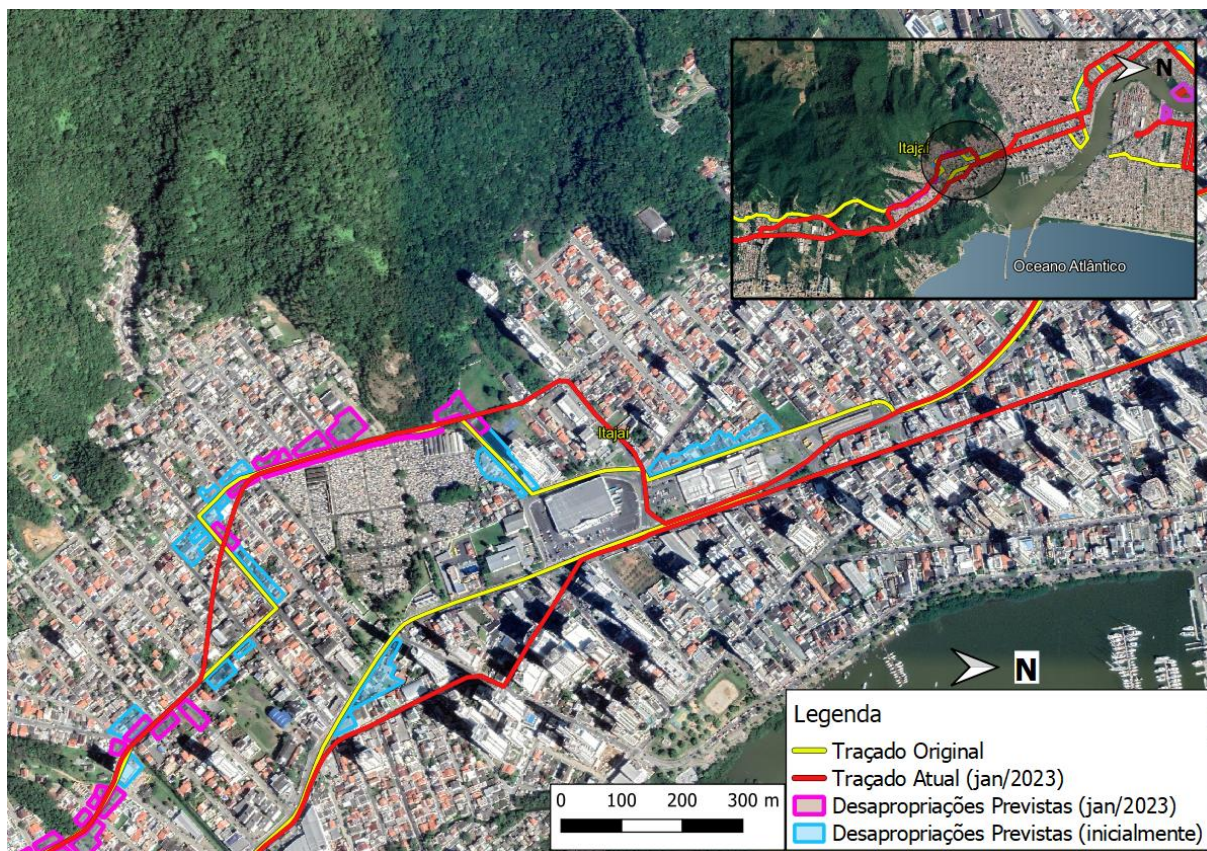 N
Itajaí
Oceano Atlântico
Itajaí
N
Legenda
Traçado Original
Traçado Atual (jan/2023)
Desapropriações Previstas (jan/2023)
Desapropriações Previstas (inicialmente)
0 100 200 300 m